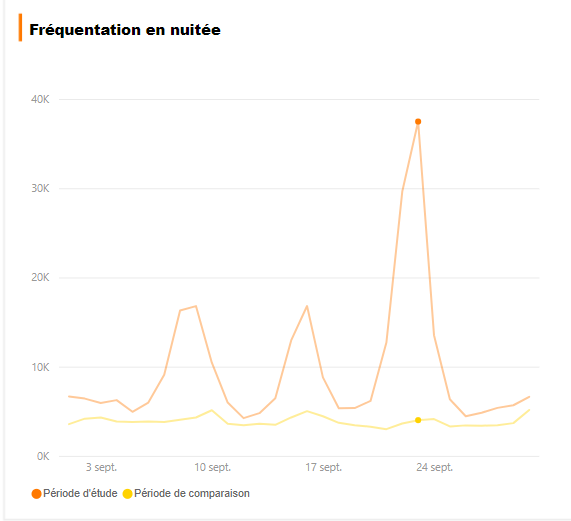 Fréquentation en nuitée
40K
30K
20K
10K
0K
3 sept. 10 sept. 17 sept. 24 sept.
Période d'étude Période de comparaison